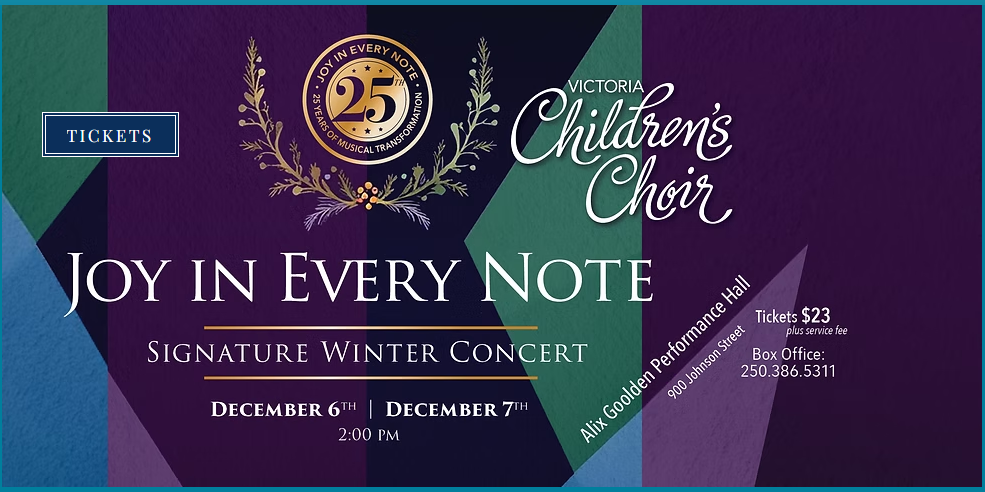 TICKETS
JOY IN EVERY NOTE
25TH
25 YEARS OF MUSICAL TRANSFORMATION
VICTORIA
Children's
Choir
JOY IN EVERY NOTE
SIGNATURE WINTER CONCERT
DECEMBER 6TH | DECEMBER 7TH
2:00 PM
Alix Goolden Performance Hall
900 Johnson Street
Tickets $23
plus service fee
Box Office:
250.386.5311